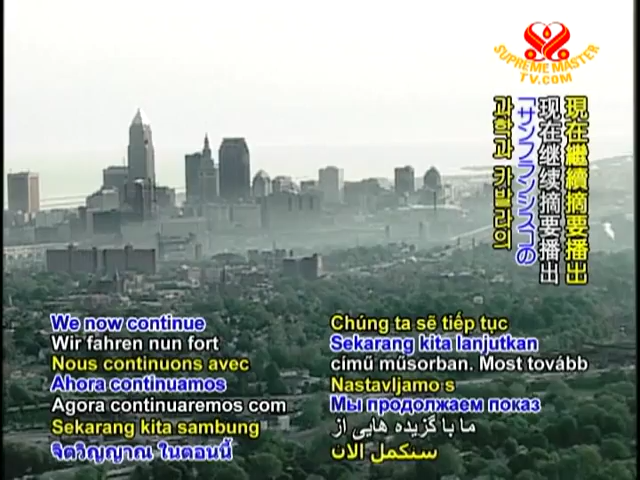 SUPREME MASTER
TV.COM
現在繼續摘要播出
现在继续摘要播出
「サンフランシスコの
과학과 카발라의
We now continue
Wir fahren nun fort
Nous continuons avec
Ahora continuamos
Agora continuaremos com
Sekarang kita sambung
จิตวิญญาณ ในตอนนี้
Chúng ta sẽ tiếp tục
Sekarang kita lanjutkan
című műsorban. Most tovább
Nastavljamo s
Мы продолжаем показ
ما با گزیده هایی از
سنكمل الان